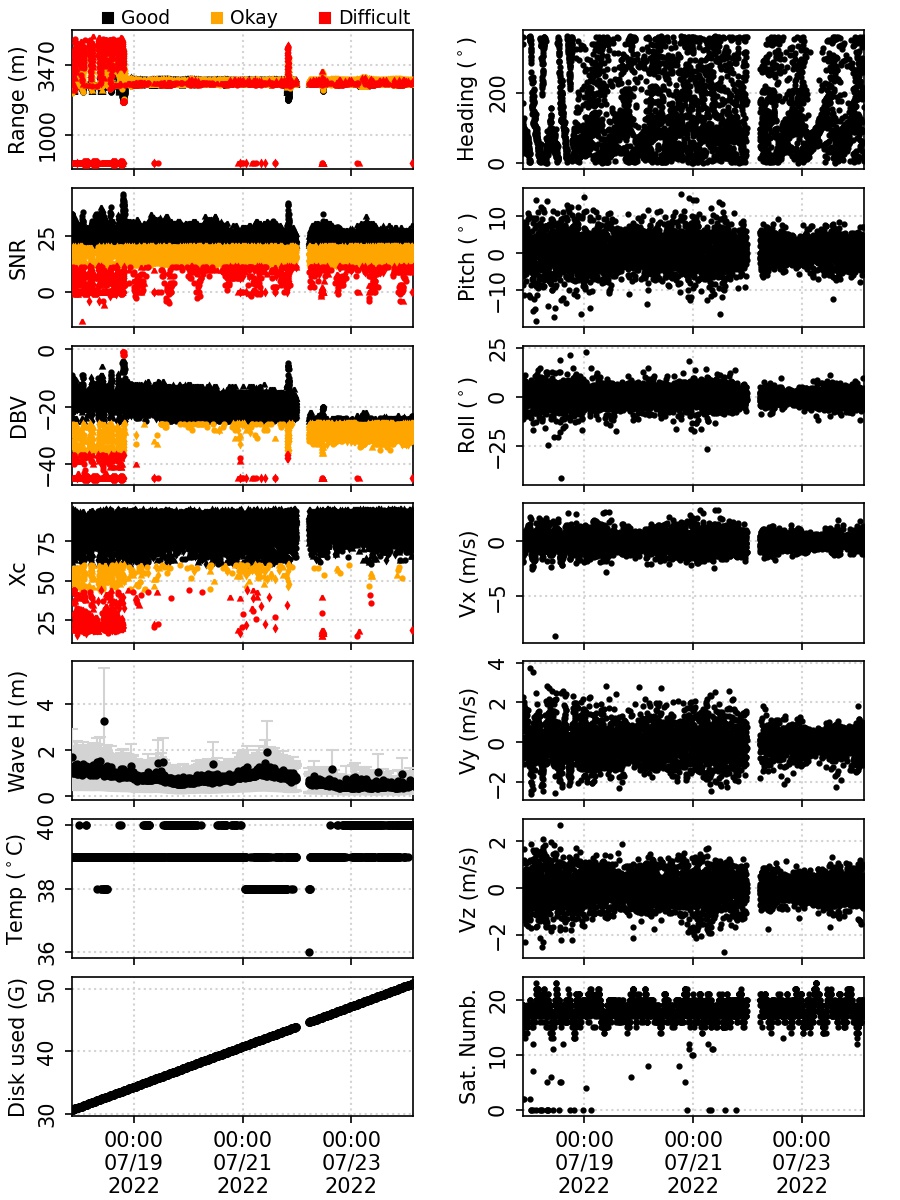 Good Okay Difficult
Range (m)
3470
1000
Heading (°)
200
0
SNR
25
0
Pitch (°)
10
0
−10
DBV
0
−20
−40
Roll (°)
25
0
−25
Xc
75
50
25
Vx (m/s)
0
−5
Wave H (m)
4
2
0
Vy (m/s)
4
2
0
−2
Temp (°C)
40
38
36
Vz (m/s)
2
0
−2
Disk used (G)
50
40
30
Sat. Numb.
20
10
0
00:00 00:00 00:00
07/19 07/21 07/23
2022 2022 2022
00:00 00:00 00:00
07/19 07/21 07/23
2022 2022 2022